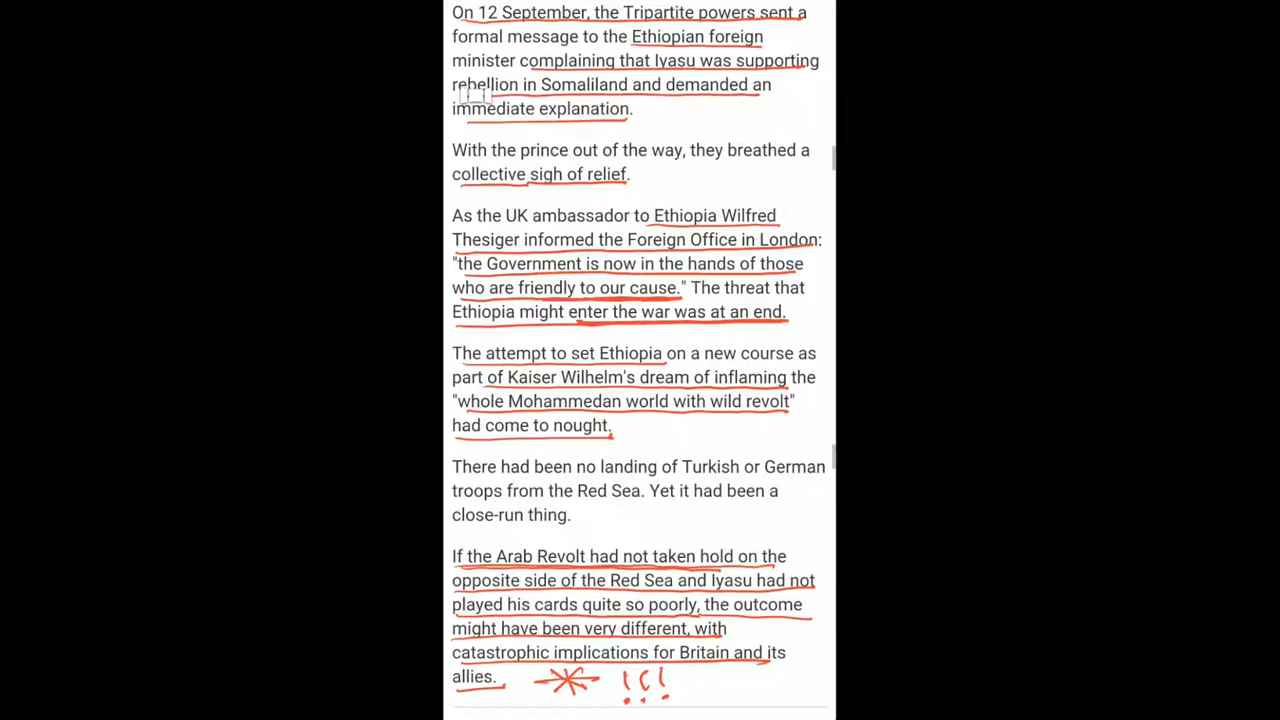 On 12 September, the Tripartite powers sent a
formal message to the Ethiopian foreign
minister complaining that Iyasu was supporting
rebellion in Somaliland and demanded an
immediate explanation.
With the prince out of the way, they breathed a
collective sigh of relief.
As the UK ambassador to Ethiopia Wilfred
Thesiger informed the Foreign Office in London:
"the Government is now in the hands of those
who are friendly to our cause." The threat that
Ethiopia might enter the war was at an end.
The attempt to set Ethiopia on a new course as
part of Kaiser Wilhelm's dream of inflaming the
"whole Mohammedan world with wild revolt"
had come to nought.
There had been no landing of Turkish or German
troops from the Red Sea. Yet it had been a
close-run thing.
If the Arab Revolt had not taken hold on the
opposite side of the Red Sea and Iyasu had not
played his cards quite so poorly, the outcome
might have been very different, with
catastrophic implications for Britain and its
allies. * !!!